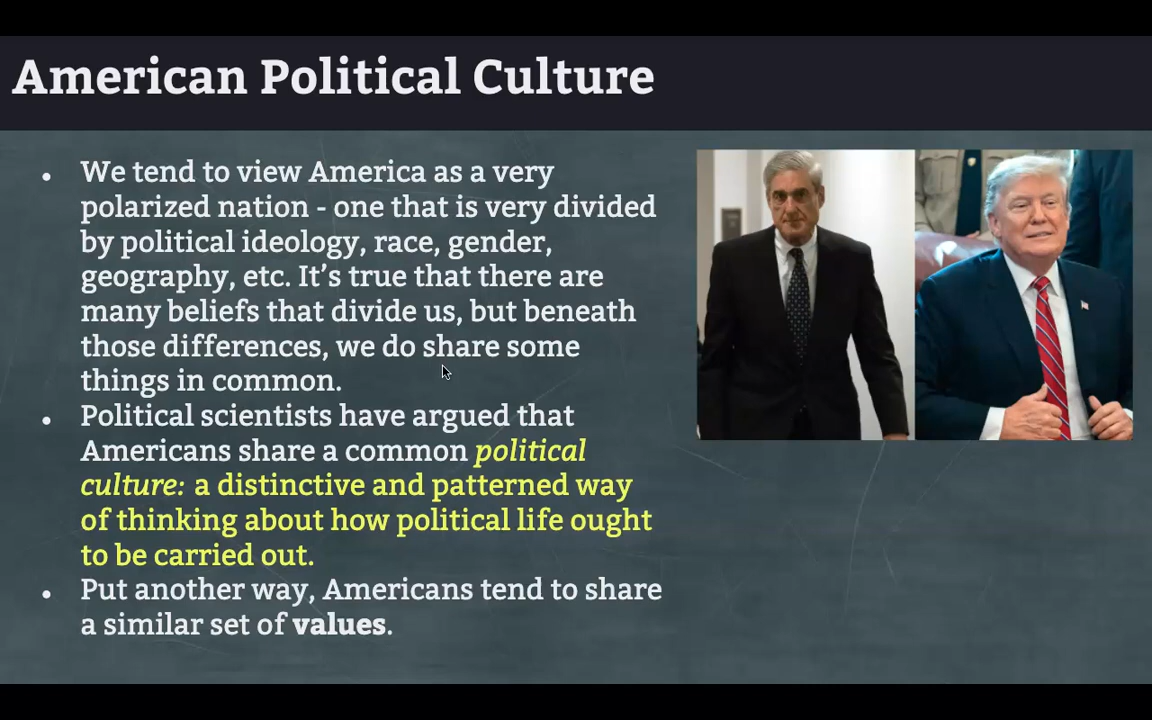 American Political Culture
• We tend to view America as a very
polarized nation - one that is very divided
by political ideology, race, gender,
geography, etc. It’s true that there are
many beliefs that divide us, but beneath
those differences, we do share some
things in common.
• Political scientists have argued that
Americans share a common political
culture: a distinctive and patterned way
of thinking about how political life ought
to be carried out.
• Put another way, Americans tend to share
a similar set of values.